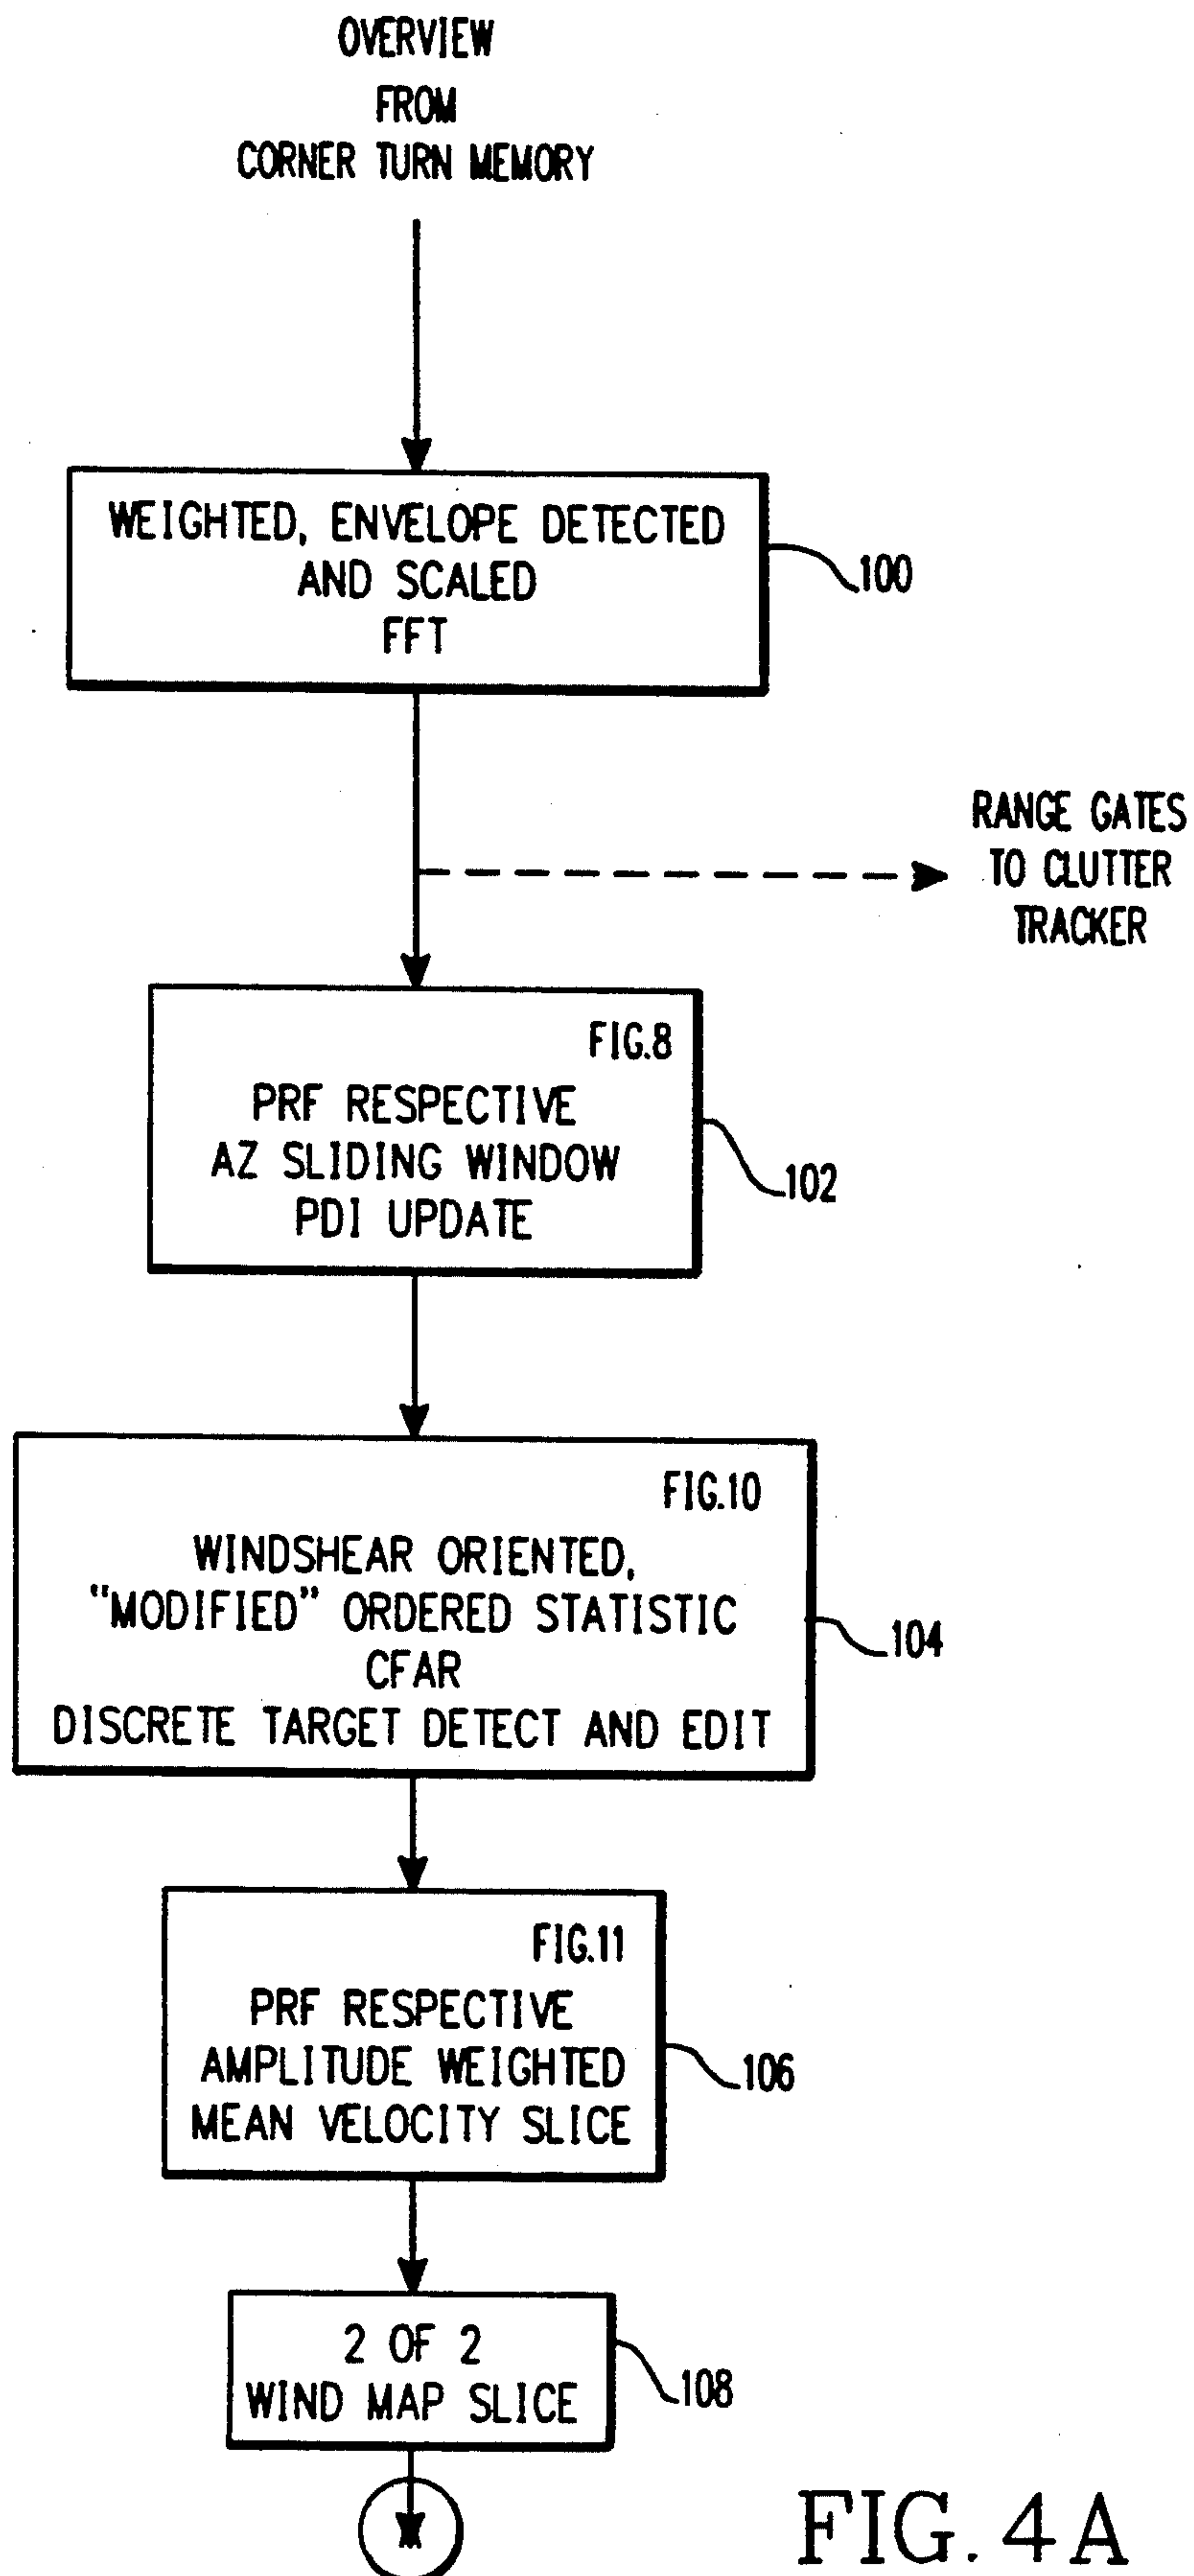 OVERVIEW
FROM
CORNER TURN MEMORY
WEIGHTED, ENVELOPE DETECTED
AND SCALED
FFT
100
RANGE GATES
TO CLUTTER
TRACKER
FIG.8
PRF RESPECTIVE
AZ SLIDING WINDOW
PDI UPDATE
102
FIG.10
WINDSHEAR ORIENTED,
"MODIFIED" ORDERED STATISTIC
CFAR
DISCRETE TARGET DETECT AND EDIT
104
FIG.11
PRF RESPECTIVE
AMPLITUDE WEIGHTED
MEAN VELOCITY SLICE
106
2 OF 2
WIND MAP SLICE
108
FIG. 4A